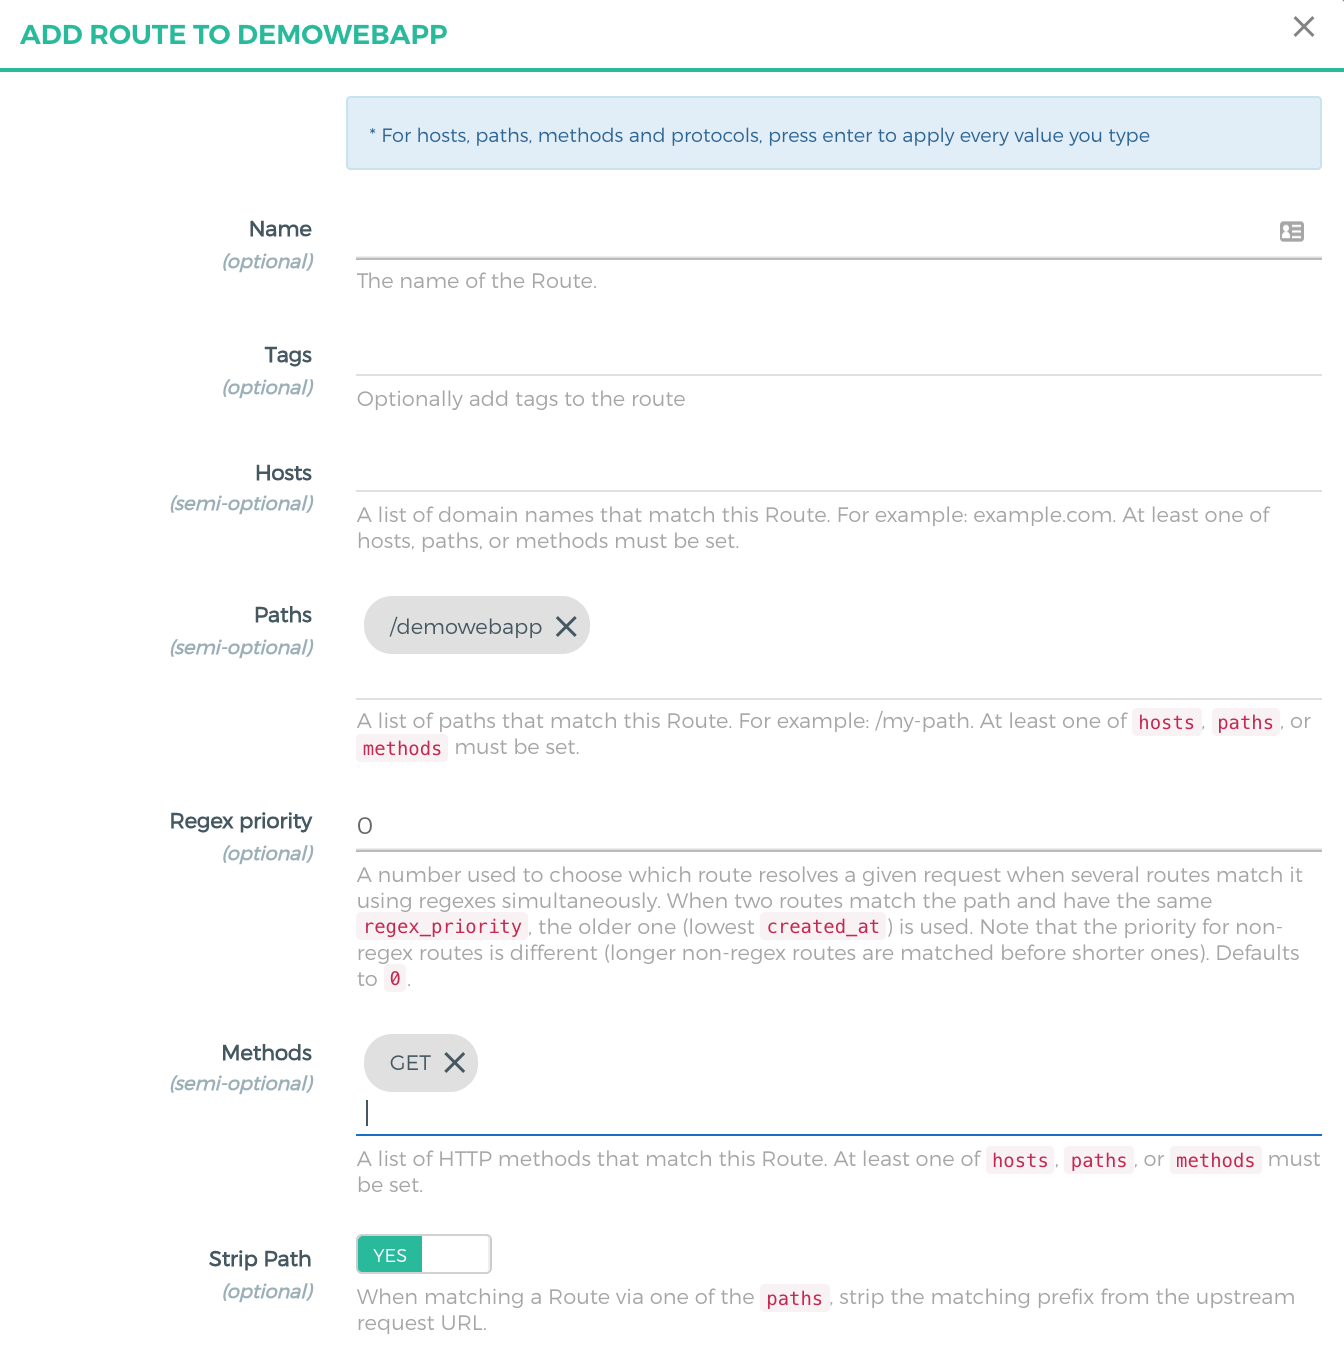 ADD ROUTE TO DEMOWEBAPP
* For hosts, paths, methods and protocols, press enter to apply every value you type
Name
(optional)
The name of the Route.
Tags
(optional)
Optionally add tags to the route
Hosts
(semi-optional)
A list of domain names that match this Route. For example: example.com. At least one of
hosts, paths, or methods must be set.
Paths
(semi-optional)
/demowebapp
A list of paths that match this Route. For example: /my-path. At least one of hosts, paths, or
methods must be set.
Regex priority
(optional)
0
A number used to choose which route resolves a given request when several routes match it
using regexes simultaneously. When two routes match the path and have the same
regex_priority, the older one (lowest created_at) is used. Note that the priority for non-
regex routes is different (longer non-regex routes are matched before shorter ones). Defaults
to 0.
Methods
(semi-optional)
GET
A list of HTTP methods that match this Route. At least one of hosts, paths, or methods must
be set.
Strip Path
(optional)
YES
When matching a Route via one of the paths, strip the matching prefix from the upstream
request URL.